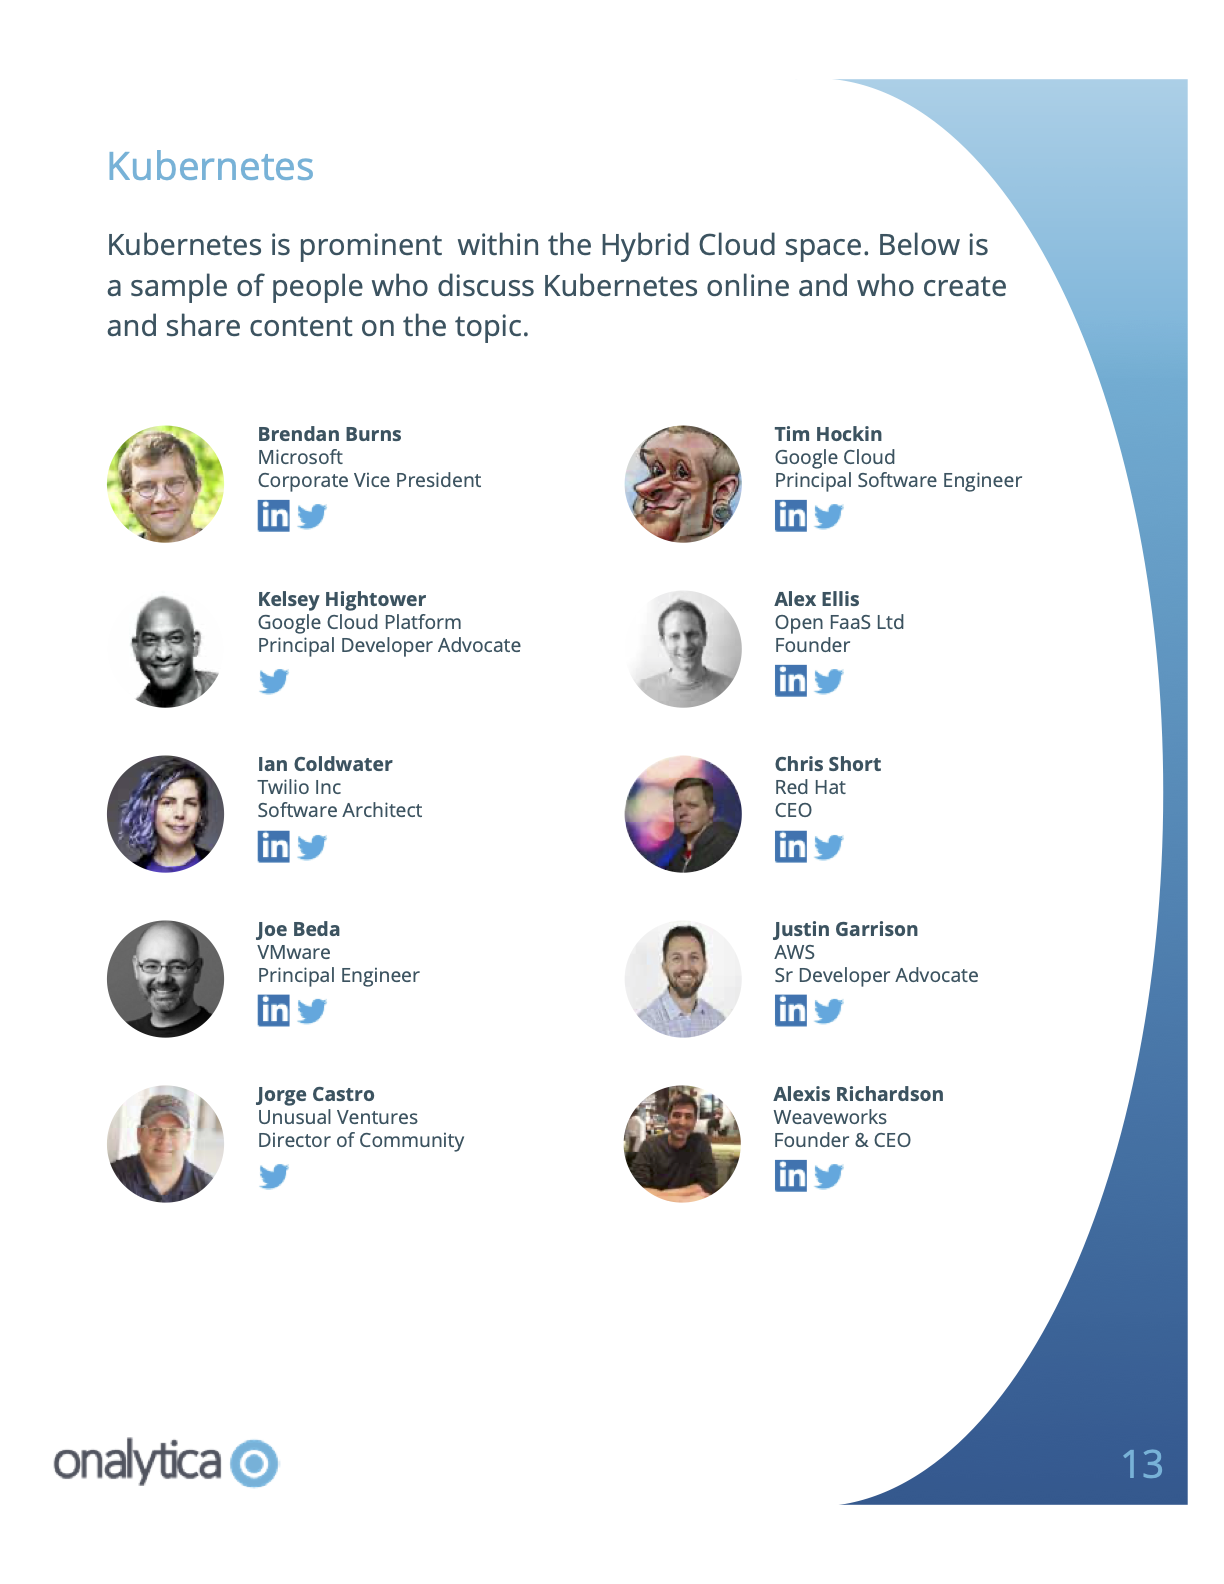 Kubernetes
Kubernetes is prominent  within the Hybrid Cloud space. Below is
a sample of people who discuss Kubernetes online and who create
and share content on the topic.
Brendan Burns
Microsoft
Corporate Vice President
in
Tim Hockin
Google Cloud
Principal Software Engineer
in
Kelsey Hightower
Google Cloud Platform
Principal Developer Advocate
Alex Ellis
Open FaaS Ltd
Founder
in
Ian Coldwater
Twilio Inc
Software Architect
in
Chris Short
Red Hat
CEO
in
Joe Beda
VMware
Principal Engineer
in
Justin Garrison
AWS
Sr Developer Advocate
in
Jorge Castro
Unusual Ventures
Director of Community
Alexis Richardson
Weaveworks
Founder & CEO
in
onalytica
13